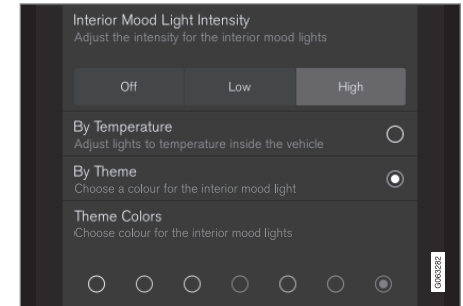 Interior Mood Light Intensity
Adjust the intensity for the interior mood lights
Off Low High
By Temperature
Adjust lights to temperature inside the vehicle
By Theme
Choose a colour for the interior mood light
Theme Colors
Choose colour for the interior mood lights
G063282